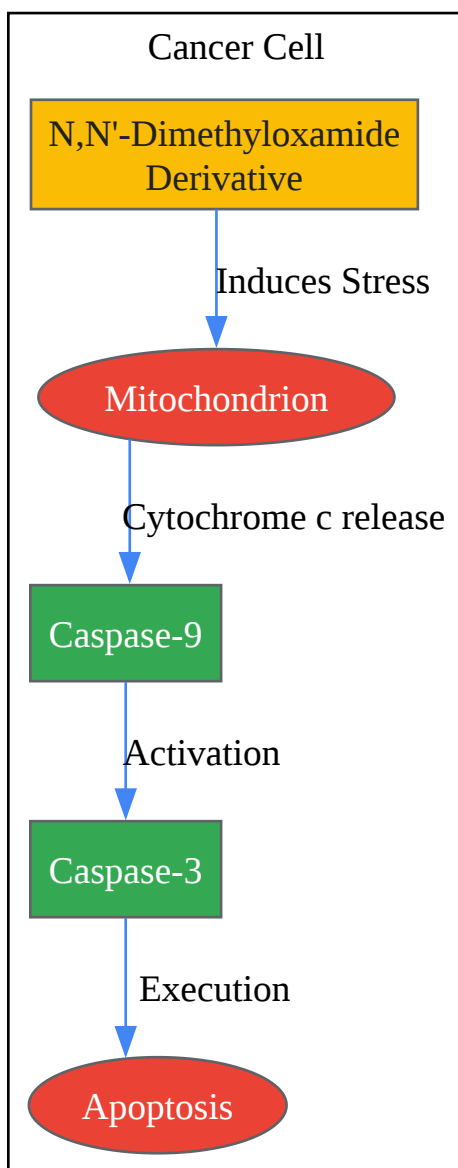 Cancer Cell
N,N'-Dimethyloxamide
Derivative
Induces Stress
Mitochondrion
Cytochrome c release
Caspase-9
Activation
Caspase-3
Execution
Apoptosis